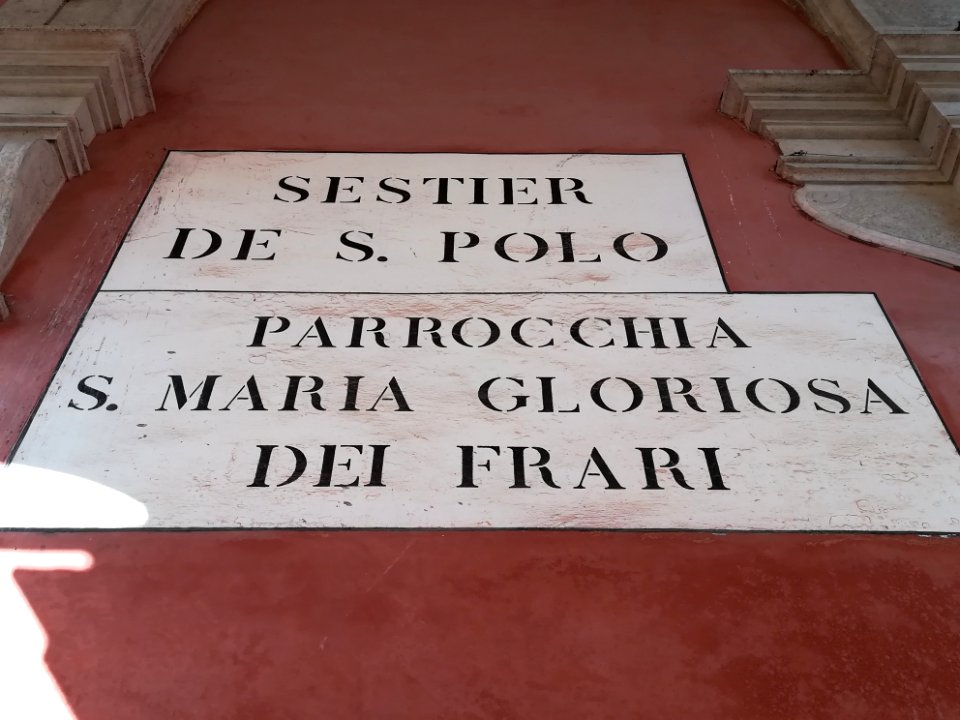 SESTIER
DE S. POLO
PARROCCHIA
S. MARIA GLORIOSA
DEI FRARI